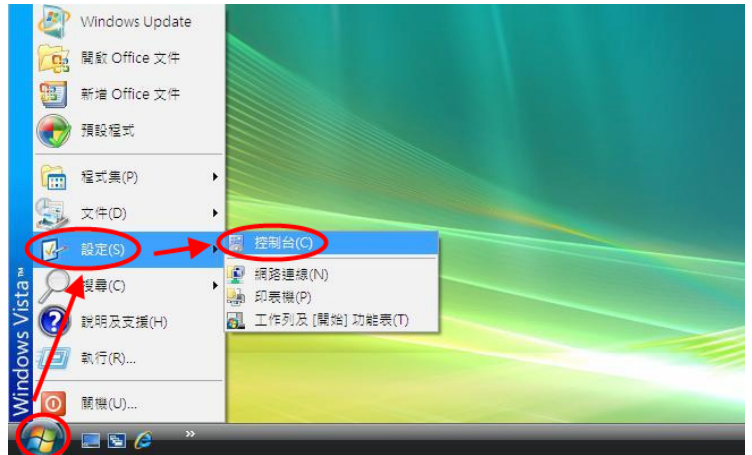 Windows Update
開啟 Office 文件
新增 Office 文件
預設程式
程式集(P)
文件(D)
設定(S)
搜尋(C)
說明及支援(H)
執行(R)...
關機(U)...
控制台(C)
網路連線(N)
印表機(P)
工作列及 [開始] 功能表(T)
Windows Vista™
»